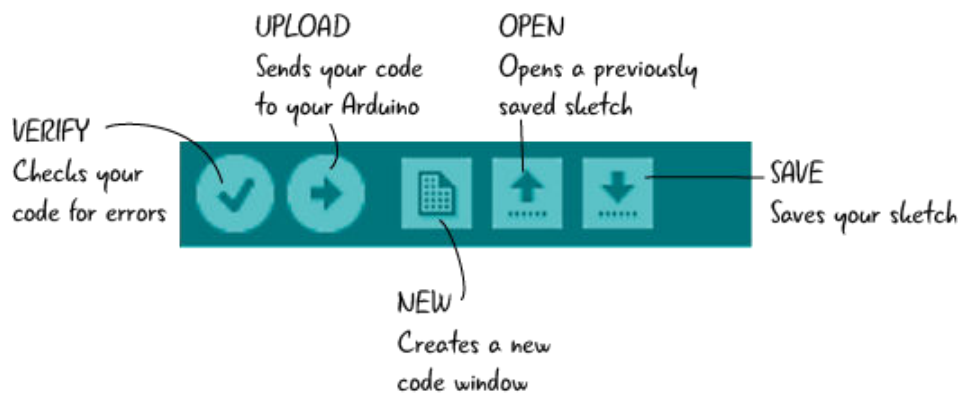 UPLOAD
Sends your code
to your Arduino
OPEN
Opens a previously
saved sketch
VERIFY
Checks your
code for errors
SAVE
Saves your sketch
NEW
Creates a new
code window